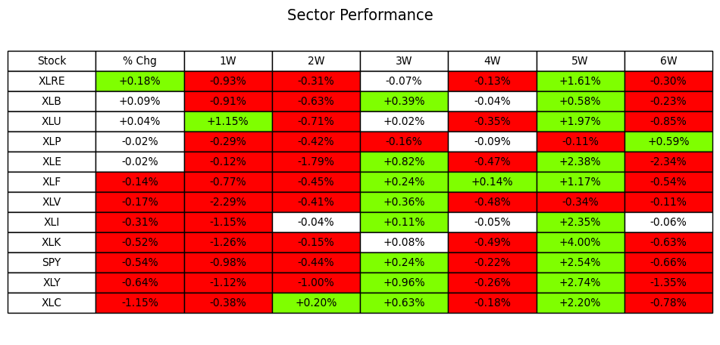 Sector Performance
Stock % Chg 1W 2W 3W 4W 5W 6W
XLRE +0.18% -0.93% -0.31% -0.07% -0.13% +1.61% -0.30%
XLB +0.09% -0.91% -0.63% +0.39% -0.04% +0.58% -0.23%
XLU +0.04% +1.15% -0.71% +0.02% -0.35% +1.97% -0.85%
XLP -0.02% -0.29% -0.42% -0.16% -0.09% -0.11% +0.59%
XLE -0.02% -0.12% -1.79% +0.82% -0.47% +2.38% -2.34%
XLF -0.14% -0.77% -0.45% +0.24% +0.14% +1.17% -0.54%
XLV -0.17% -2.29% -0.41% +0.36% -0.48% -0.34% -0.11%
XLI -0.31% -1.15% -0.04% +0.11% -0.05% +2.35% -0.06%
XLK -0.52% -1.26% -0.15% +0.08% -0.49% +4.00% -0.63%
SPY -0.54% -0.98% -0.44% +0.24% -0.22% +2.54% -0.66%
XLY -0.64% -1.12% -1.00% +0.96% -0.26% +2.74% -1.35%
XLC -1.15% -0.38% +0.20% +0.63% -0.18% +2.20% -0.78%